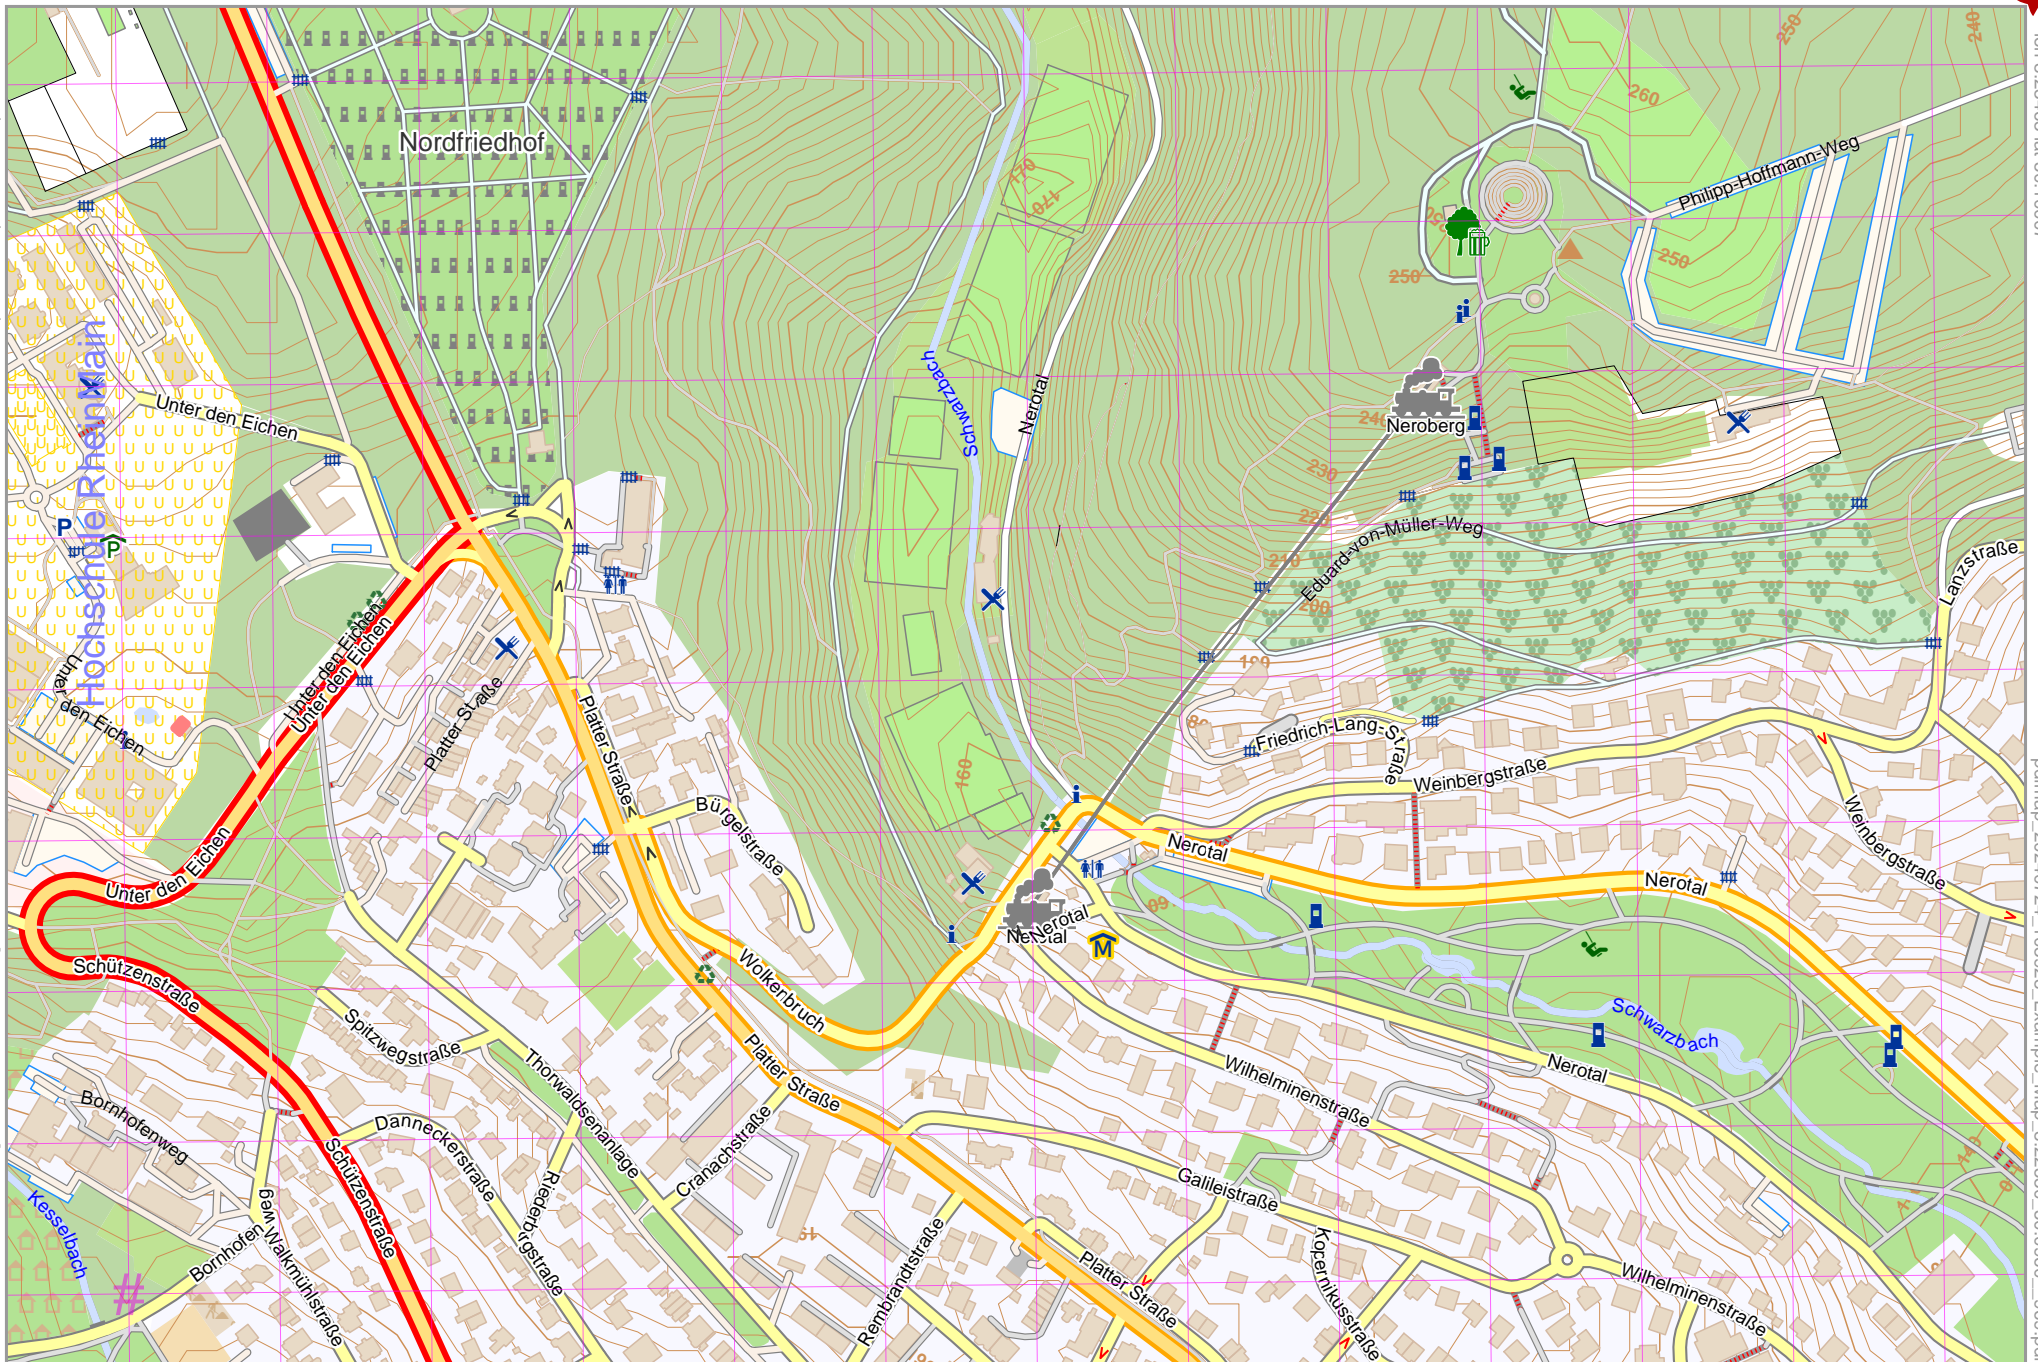 250
240
260
Nordfriedhof
Philipp-Hoffmann-Weg
170
170
250
250
Schwarzbach
Nerotal
Unter den Eichen
Hochschule RheinMain
240
Neroberg
230
220
Eduard-von-Müller-Weg
210
200
190
Lanzstraße
P
P
Unter den Eichen
Unter den Eichen
Unter den Eichen
Platter Straße
Platter Straße
Friedrich-Lang-Straße
Weinbergstraße
160
Bürgelstraße
Nerotal
Weinbergstraße
Unter den Eichen
Nerotal
Nerotal
Nerotal
M
Schützenstraße
Wolkenbruch
Schwarzbach
Spitzwegstraße
Thorwaldsenanlage
Platter Straße
Wilhelminenstraße
Nerotal
Bornhofenweg
Danneckerstraße
Schützenstraße
Cranachstraße
Riederbergstraße
Galileistraße
Kesselbach
Bornhofenweg
Walkmühlstraße
Rembrandtstraße
Platter Straße
Kopernikusstraße
Wilhelminenstraße
#